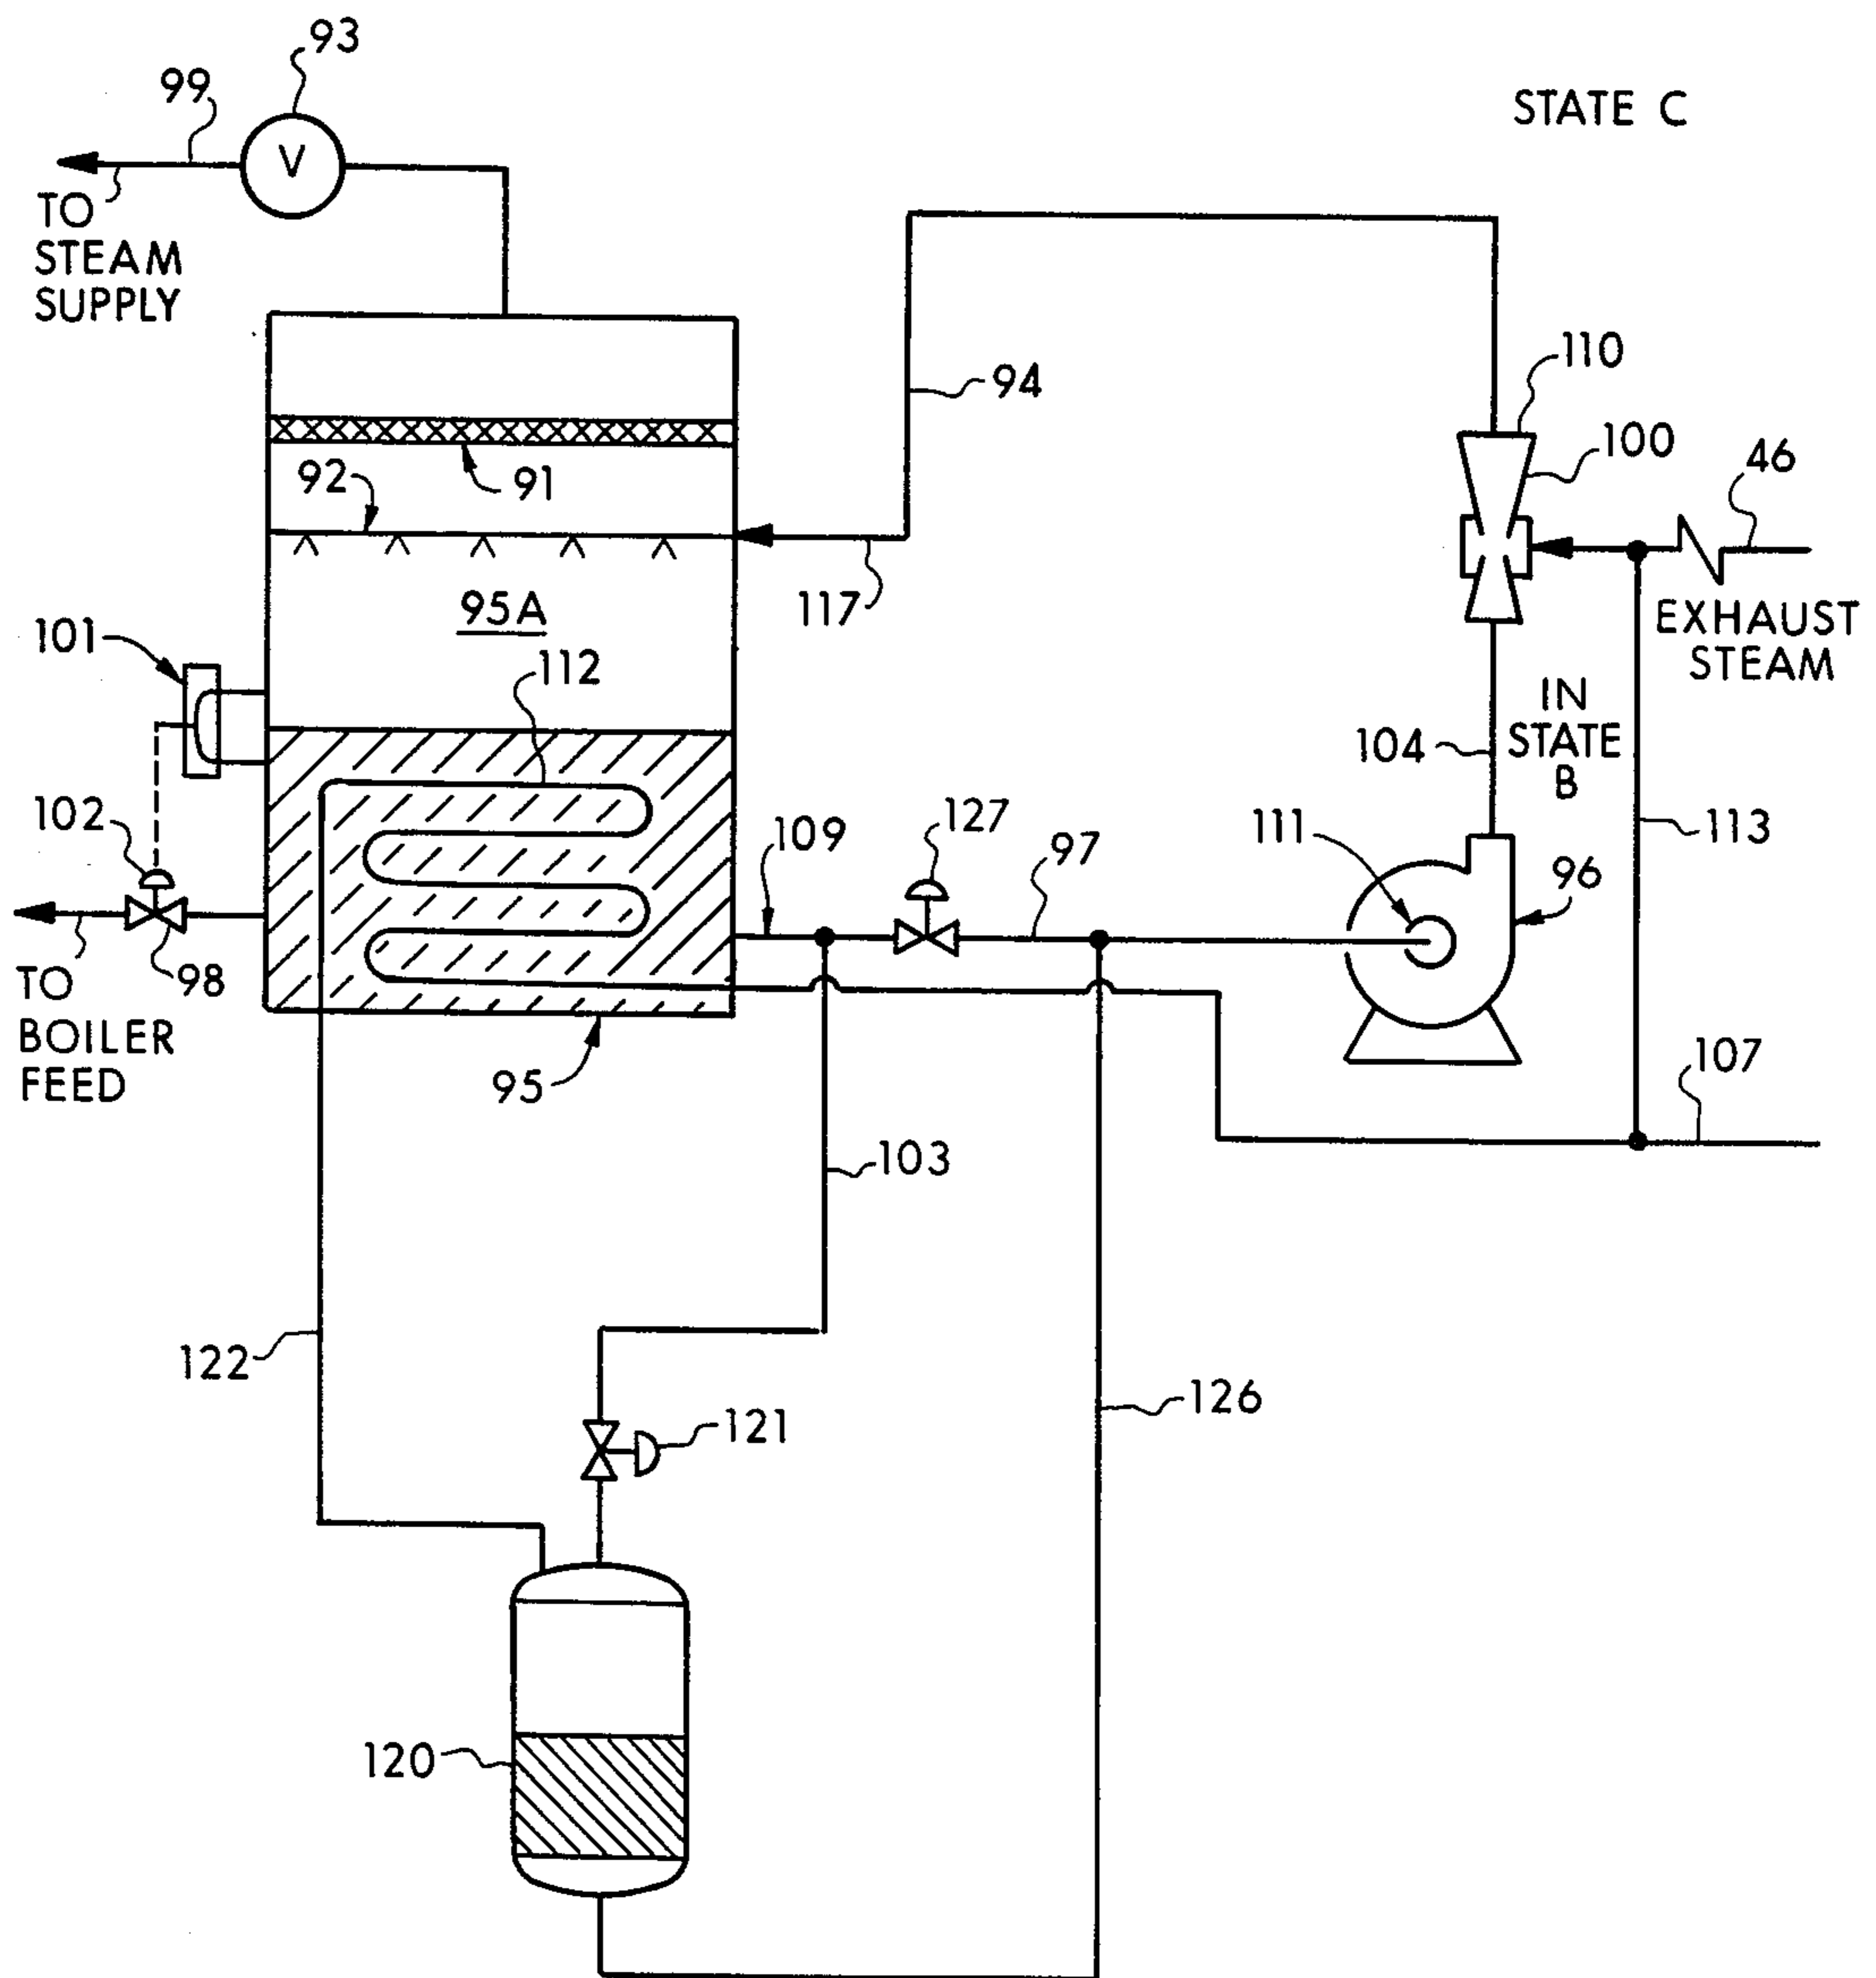 93
99
STATE C
V
TO
STEAM
SUPPLY
110
94
100
46
92
91
117
EXHAUST
STEAM
95A
101
112
IN
STATE
B
104
102
109
127
97
111
96
113
TO
BOILER
FEED
98
95
107
103
122
126
121
120